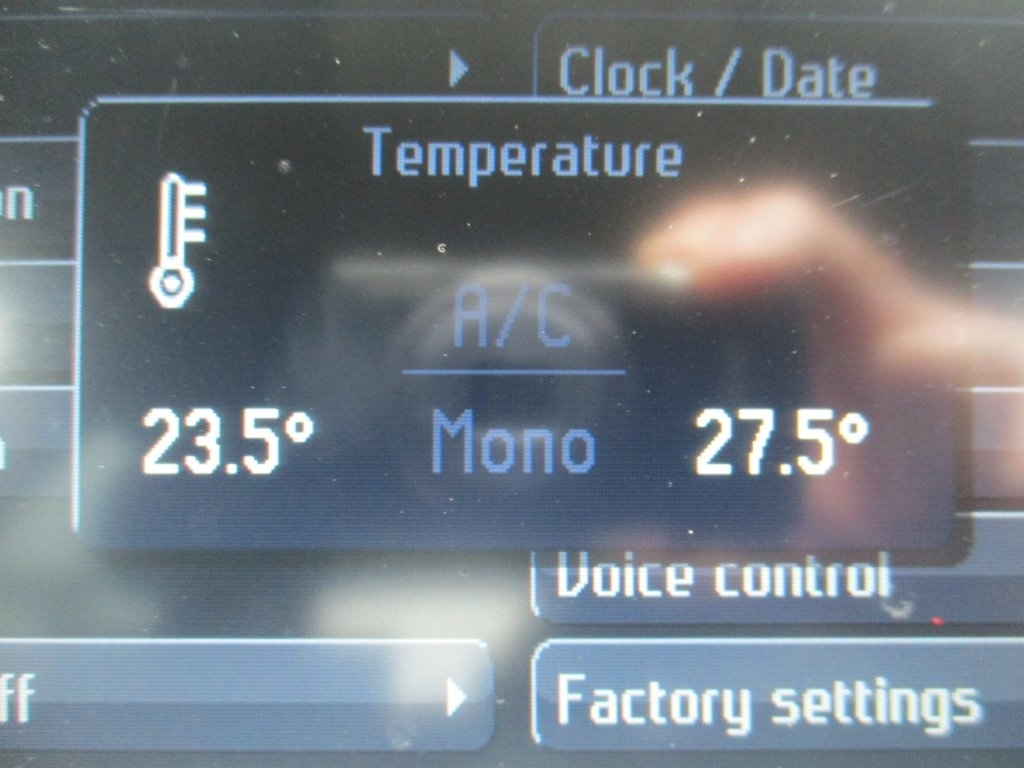 Clock / Date
Temperature
A/C
23.5° Mono 27.5°
Voice control
Factory settings